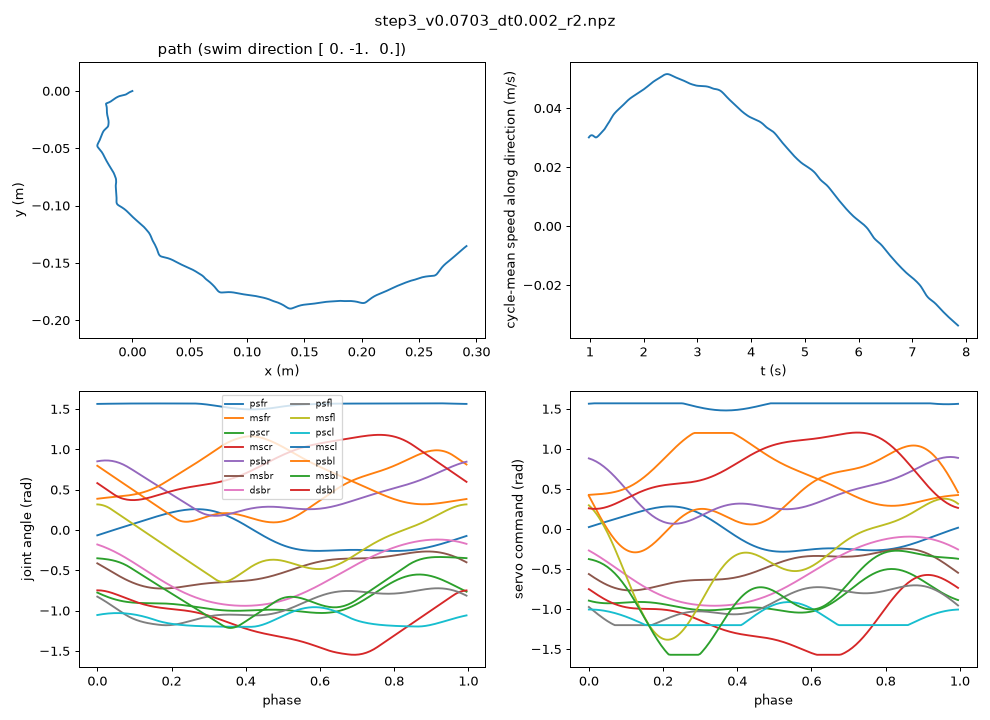 step3_v0.0703_dt0.002_r2.npz
path (swim direction [ 0. -1.  0.])
0.00
−0.05
−0.10
−0.15
−0.20
y (m)
0.00 0.05 0.10 0.15 0.20 0.25 0.30
x (m)
0.04
0.02
0.00
−0.02
cycle-mean speed along direction (m/s)
1 2 3 4 5 6 7 8
t (s)
1.5
1.0
0.5
0.0
−0.5
−1.0
−1.5
joint angle (rad)
psfr psfl
msfr msfl
pscr pscl
mscr mscl
psbr psbl
msbr msbl
dsbr dsbl
0.0 0.2 0.4 0.6 0.8 1.0
phase
1.5
1.0
0.5
0.0
−0.5
−1.0
−1.5
servo command (rad)
0.0 0.2 0.4 0.6 0.8 1.0
phase